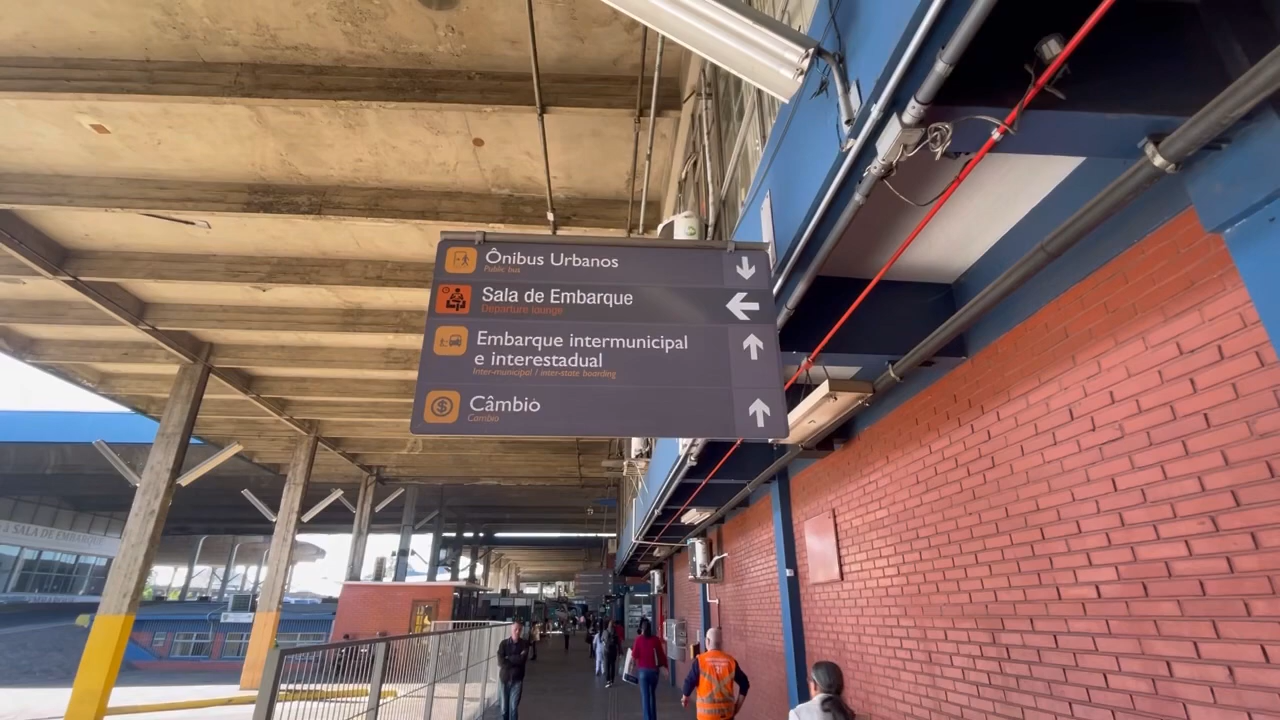 Ônibus Urbanos
Public bus
Sala de Embarque
Departure lounge
Embarque intermunicipal
e interestadual
Inter-municipal / inter-state boarding
Câmbio
Cambio
SALA DE EMBARQUE